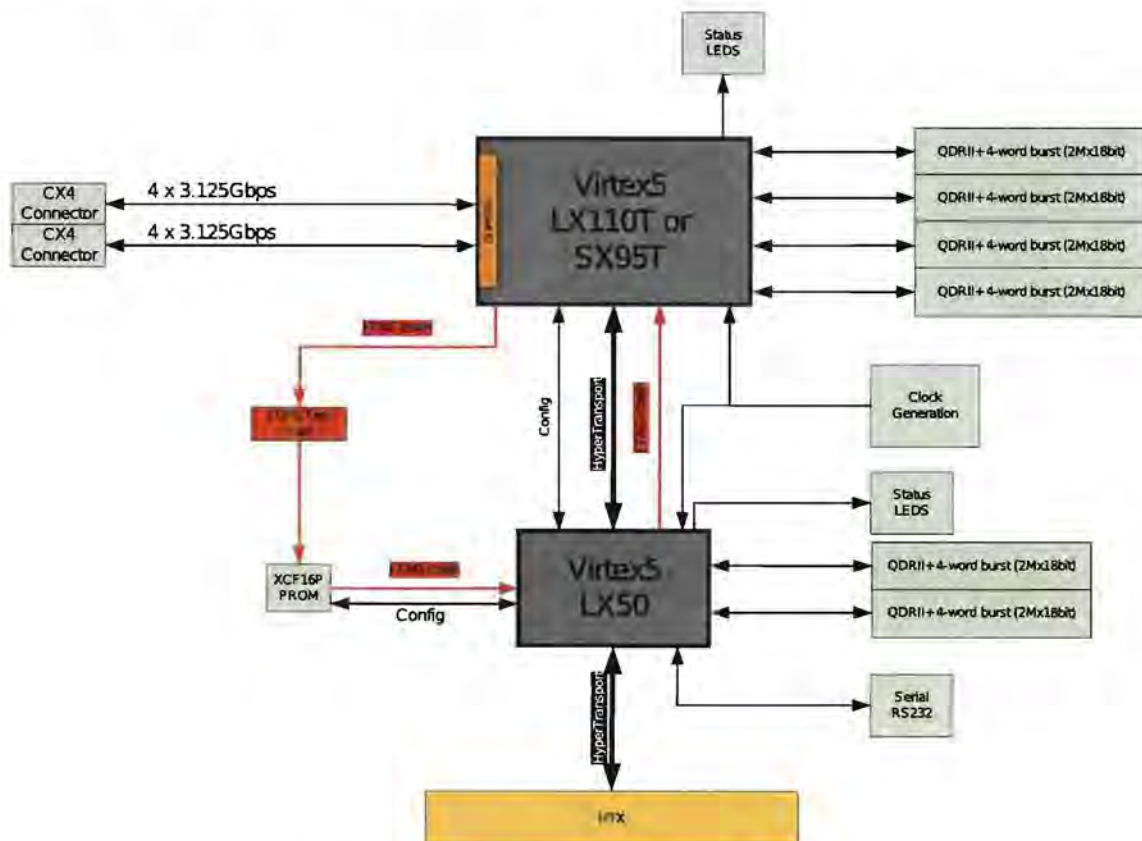 Status
LEDS
Virtex5
LX110T or
SX95T
CX4
Connector
CX4
Connector
4 x 3.125Gbps
4 x 3.125Gbps
QDRII+ 4-word burst (2Mx18bit)
QDRII+ 4-word burst (2Mx18bit)
QDRII+ 4-word burst (2Mx18bit)
QDRII+ 4-word burst (2Mx18bit)
Config
HyperTransport
Clock
Generation
Status
LEDS
Virtex5
LX50
QDRII+ 4-word burst (2Mx18bit)
QDRII+ 4-word burst (2Mx18bit)
XCF16P
PROM
Config
Serial
RS232
HyperTransport
HTX